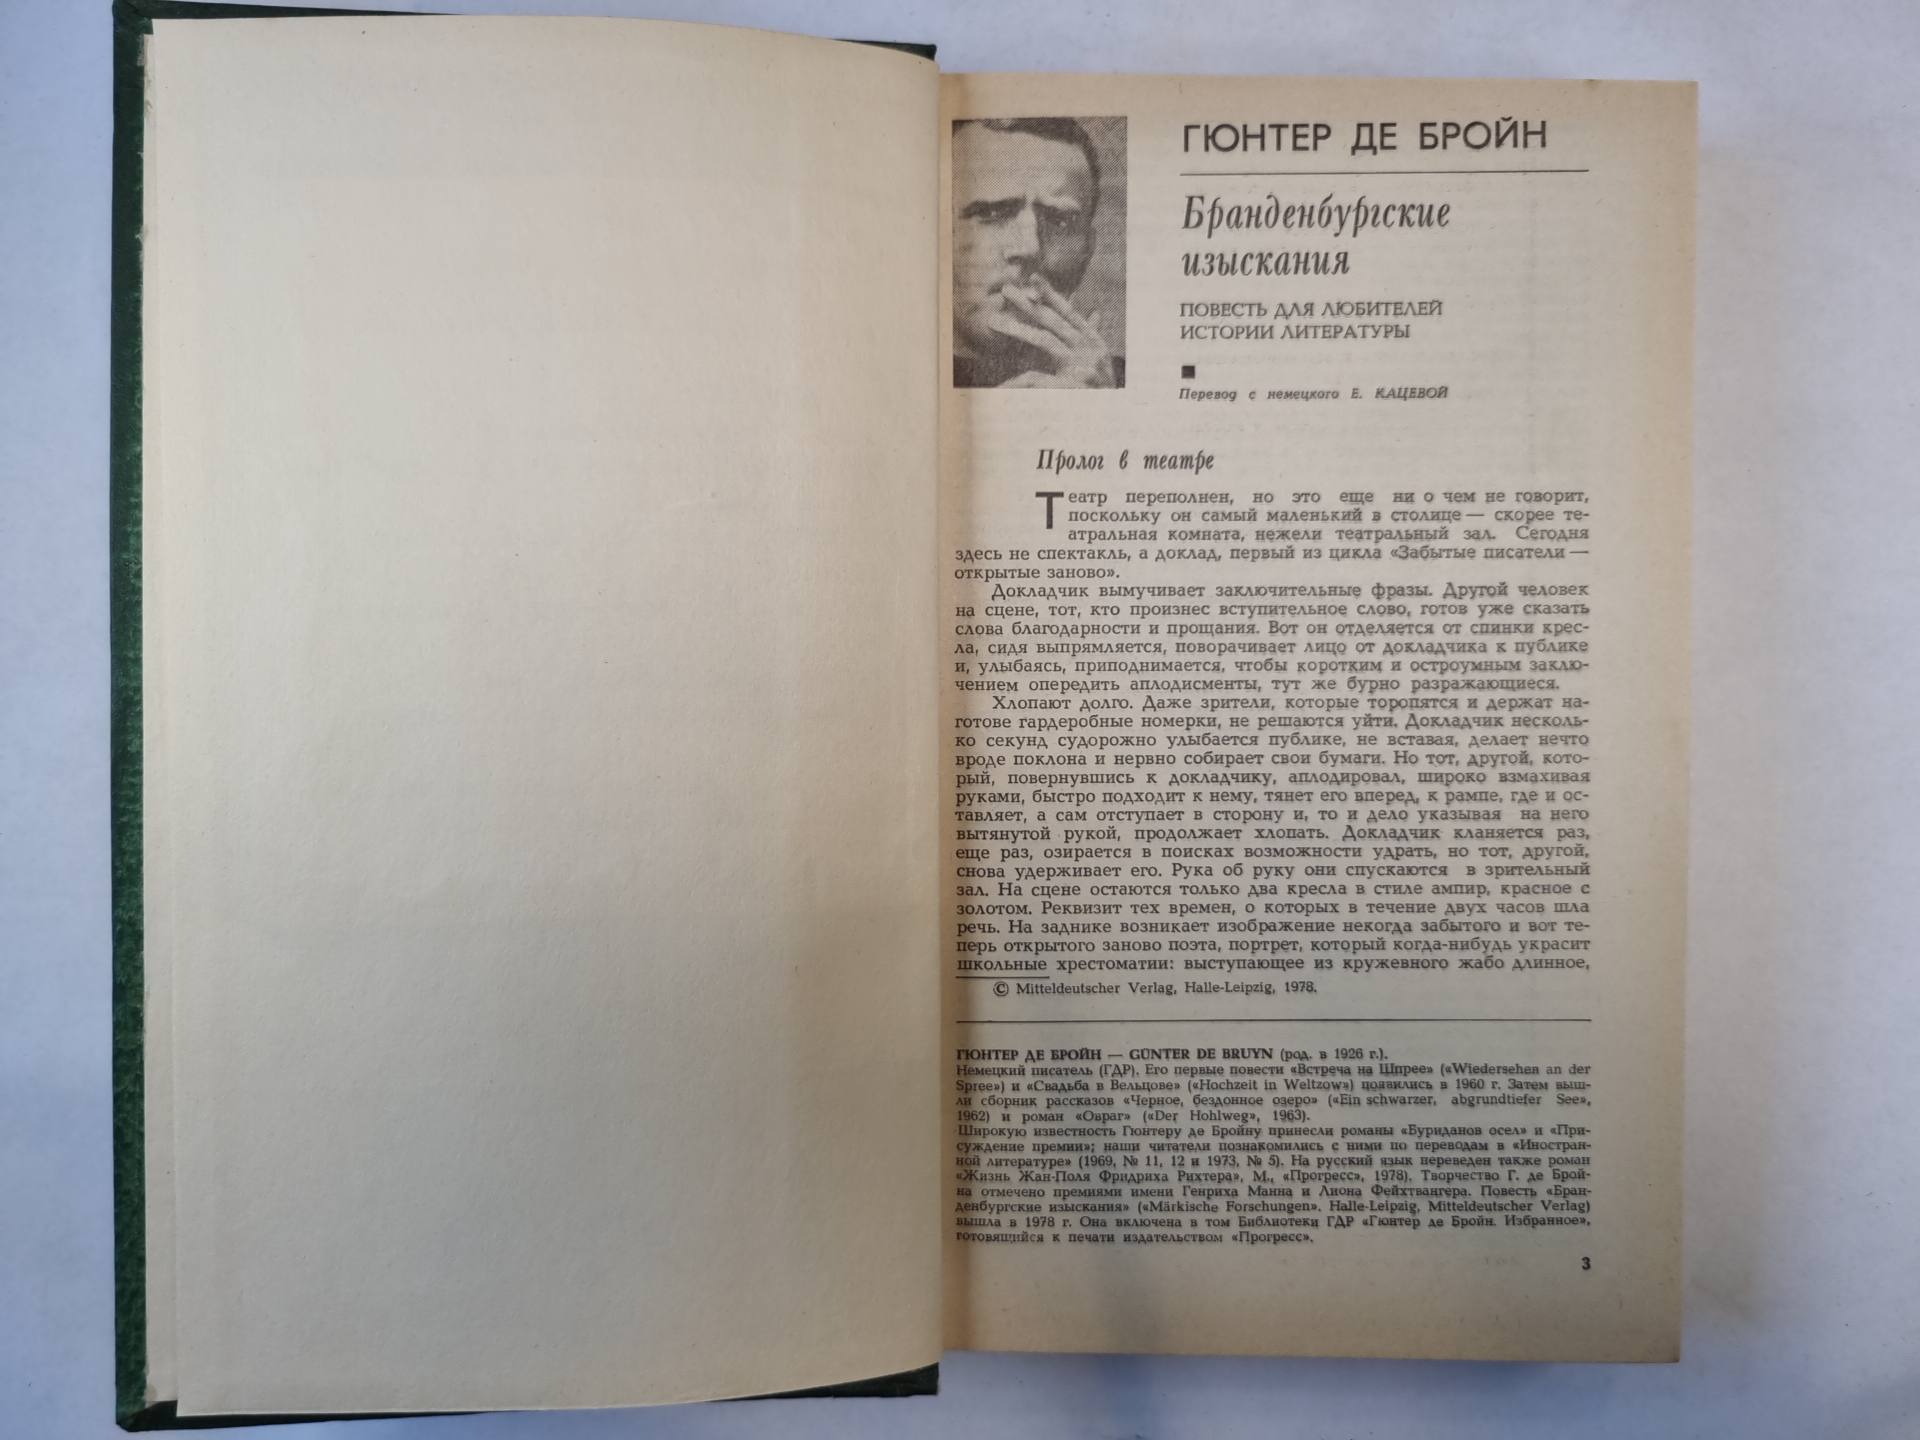 ГЮНТЕР ДЕ БРОЙН
Бранденбургские
изыскания
ПОВЕСТЬ ДЛЯ ЛЮБИТЕЛЕЙ
ИСТОРИИ ЛИТЕРАТУРЫ
Перевод с немецкого Е. КАЦЕВОЙ
Пролог в театре
Театр переполнен, но это еще ни о чем не говорит,
поскольку он самый маленький в столице — скорее те-
атральная комната, нежели театральный зал. Сегодня
здесь не спектакль, а доклад, первый из цикла «Забытые писатели —
открытые заново».
Докладчик вымучивает заключительные фразы. Другой человек
на сцене, тот, кто произнес вступительное слово, готов уже сказать
слова благодарности и прощания. Вот он отделяется от спинки крес-
ла, сидя выпрямляется, поворачивает лицо от докладчика к публике
и, улыбаясь, приподнимается, чтобы коротким и остроумным заклю-
чением опередить аплодисменты, тут же бурно разражающиеся.
Хлопают долго. Даже зрители, которые торопятся и держат на-
готове гардеробные номерки, не решаются уйти. Докладчик несколь-
ко секунд судорожно улыбается публике, не вставая, делает нечто
вроде поклона и нервно собирает свои бумаги. Но тот, другой, кото-
рый, повернувшись к докладчику, аплодировал, широко взмахивая
руками, быстро подходит к нему, тянет его вперед, к рампе, где и ос-
тавляет, а сам отступает в сторону и, то и дело указывая на него
вытянутой рукой, продолжает хлопать. Докладчик кланяется раз,
еще раз, озирается в поисках возможности удрать, но тот, другой,
снова удерживает его. Рука об руку они спускаются в зрительный
зал. На сцене остаются только два кресла в стиле ампир, красное с
золотом. Реквизит тех времен, о которых в течение двух часов шла
речь. На заднике возникает изображение некогда забытого и вот те-
перь открытого заново поэта, портрет, который когда-нибудь украсит
школьные хрестоматии: выступающее из кружевного жабо длинное,
© Mitteldeutscher Verlag, Halle-Leipzig, 1978.
ГЮНТЕР ДЕ БРОЙН — GÜNTER DE BRUYN (род. в 1926 г.).
Немецкий писатель (ГДР). Его первые повести «Встреча на Шпрее» («Wiedersehen an der
Spree») и «Свадьба в Вельцове» («Hochzeit in Weltzow») появились в 1960 г. Затем выш-
ли сборник рассказов «Черное, бездонное озеро» («Ein schwarzer, abgrundtiefer See»,
1962) и роман «Овраг» («Der Hohlweg», 1963).
Широкую известность Гюнтеру де Бройну принесли романы «Буриданов осел» и «При-
суждение премии»; наши читатели познакомились с ними по переводам в «Иностран-
ной литературе» (1969, № 11, 12 и 1973, № 5). На русский язык переведен также роман
«Жизнь Жан-Поля Фридриха Рихтера», М., «Прогресс», 1978). Творчество Г. де Брой-
на отмечено премиями имени Генриха Манна и Лиона Фейхтвангера. Повесть «Бран-
денбургские изыскания» («Märkische Forschungen». Halle-Leipzig, Mitteldeutscher Verlag)
вышла в 1978 г. Она включена в том Библиотеки ГДР «Гюнтер де Бройн. Избранное»,
готовящийся к печати издательством «Прогресс».
3